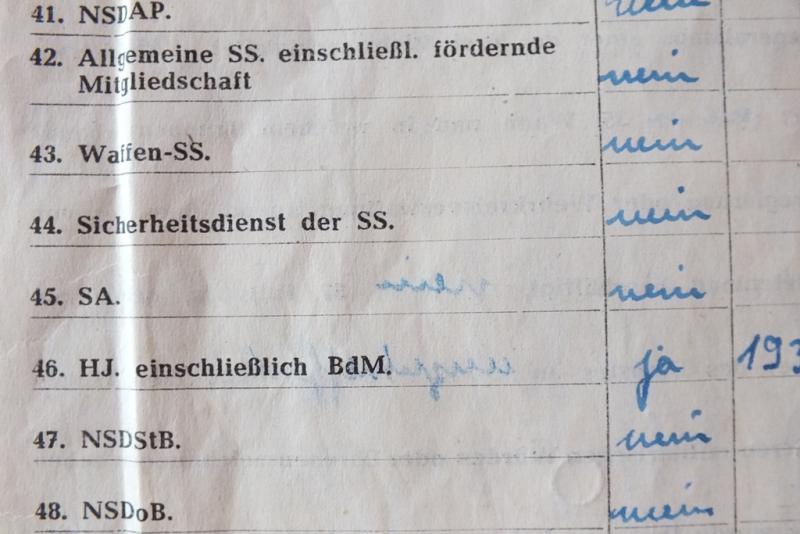 41. NSDAP. nein
42. Allgemeine SS. einschließl. fördernde
Mitgliedschaft nein
43. Waffen-SS. nein
44. Sicherheitsdienst der SS. nein
45. SA. nein
46. HJ. einschließlich BdM. ja 193
47. NSDStB. nein
48. NSDoB. nein